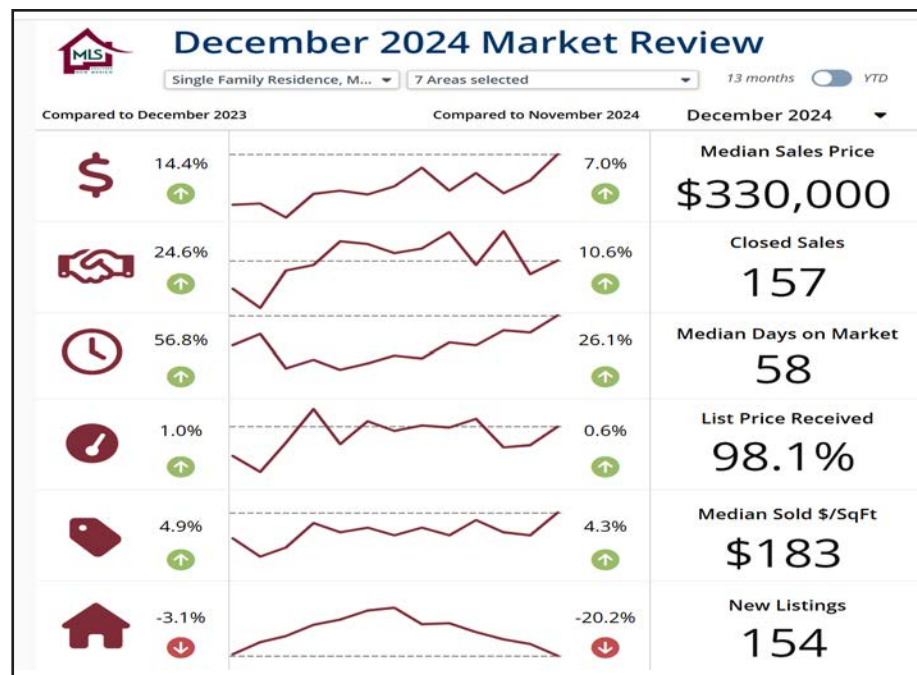 MLS
December 2024 Market Review
Single Family Residence, M... 7 Areas selected 13 months YTD
Compared to December 2023 Compared to November 2024 December 2024
14.4% 7.0% Median Sales Price
$330,000
24.6% 10.6% Closed Sales
157
56.8% 26.1% Median Days on Market
58
1.0% 0.6% List Price Received
98.1%
4.9% 4.3% Median Sold $/SqFt
$183
-3.1% -20.2% New Listings
154